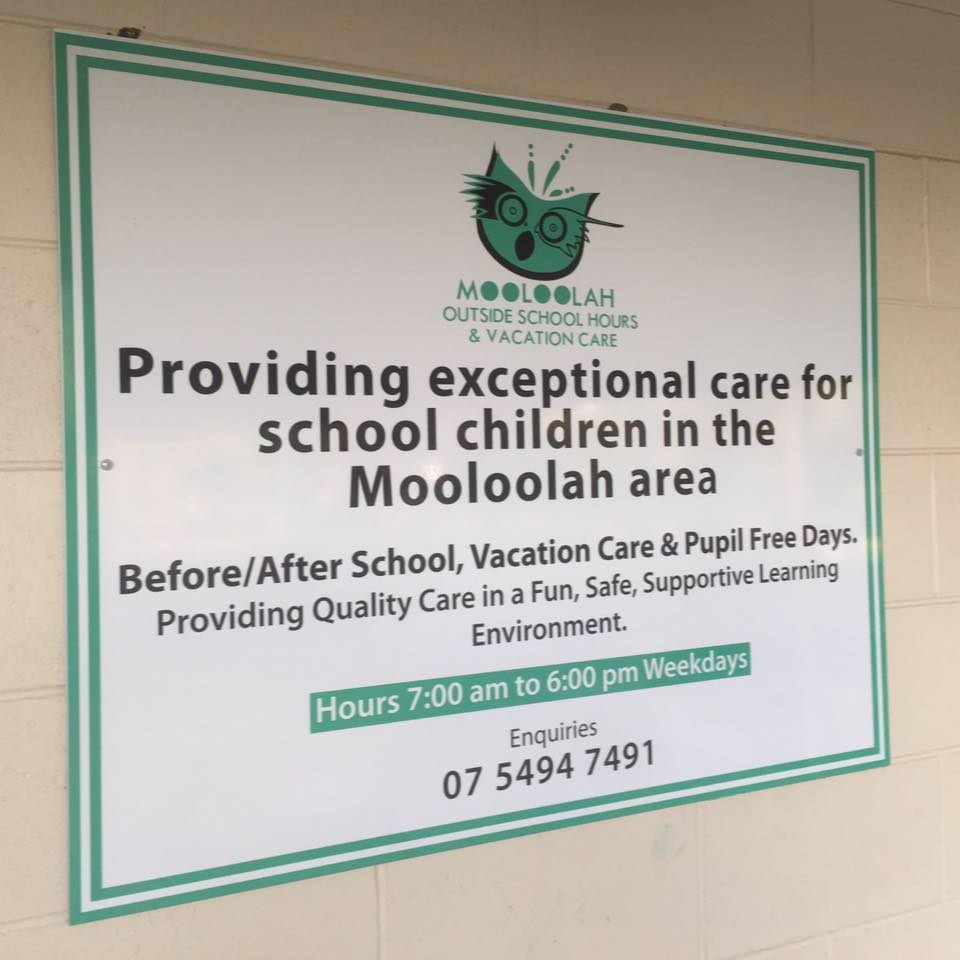 MOOLOOLAH
OUTSIDE SCHOOL HOURS
& VACATION CARE
Providing exceptional care for
school children in the
Mooloolah area
Before/After School, Vacation Care & Pupil Free Days.
Providing Quality Care in a Fun, Safe, Supportive Learning
Environment.
Hours 7:00 am to 6:00 pm Weekdays
Enquiries
07 5494 7491